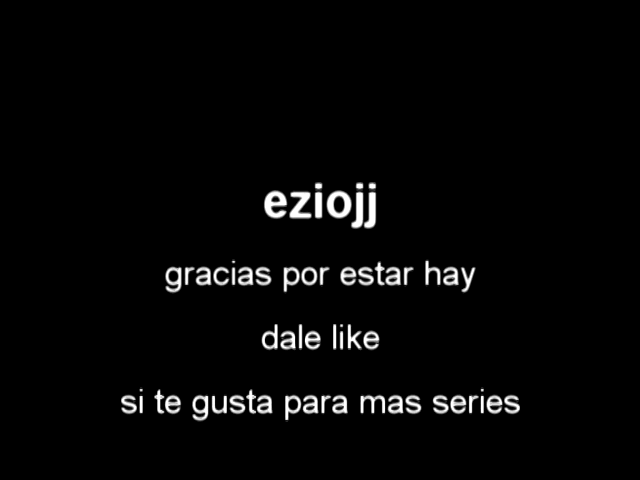 eziojj
gracias por estar hay
dale like
si te gusta para mas series